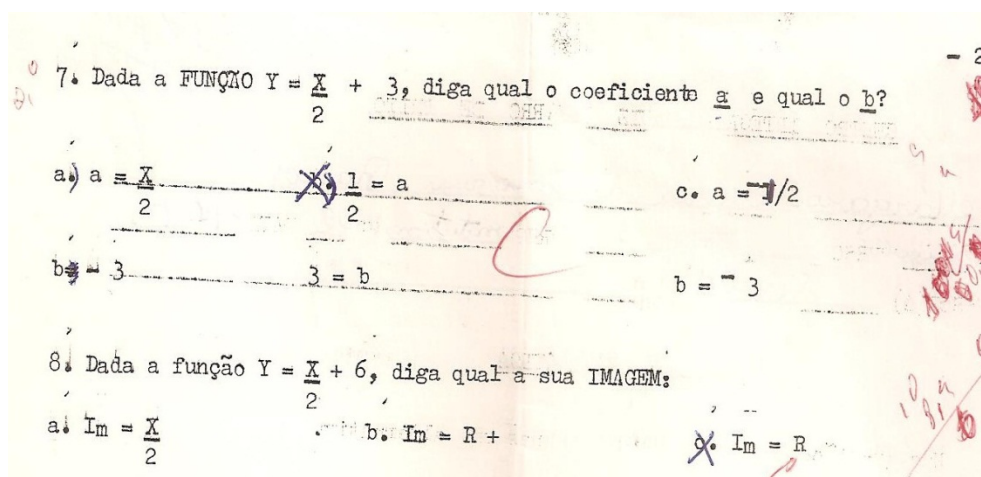 - 2
7. Dada a FUNÇÃO Y = X/2 + 3, diga qual o coeficiente a e qual o b?
a) a = X/2 b. 1/2 = a c. a = -1/2
b = - 3 3 = b b = - 3
C
8. Dada a função Y = X/2 + 6, diga qual a sua IMAGEM:
a. Im = X/2 b. Im = R + c. Im = R